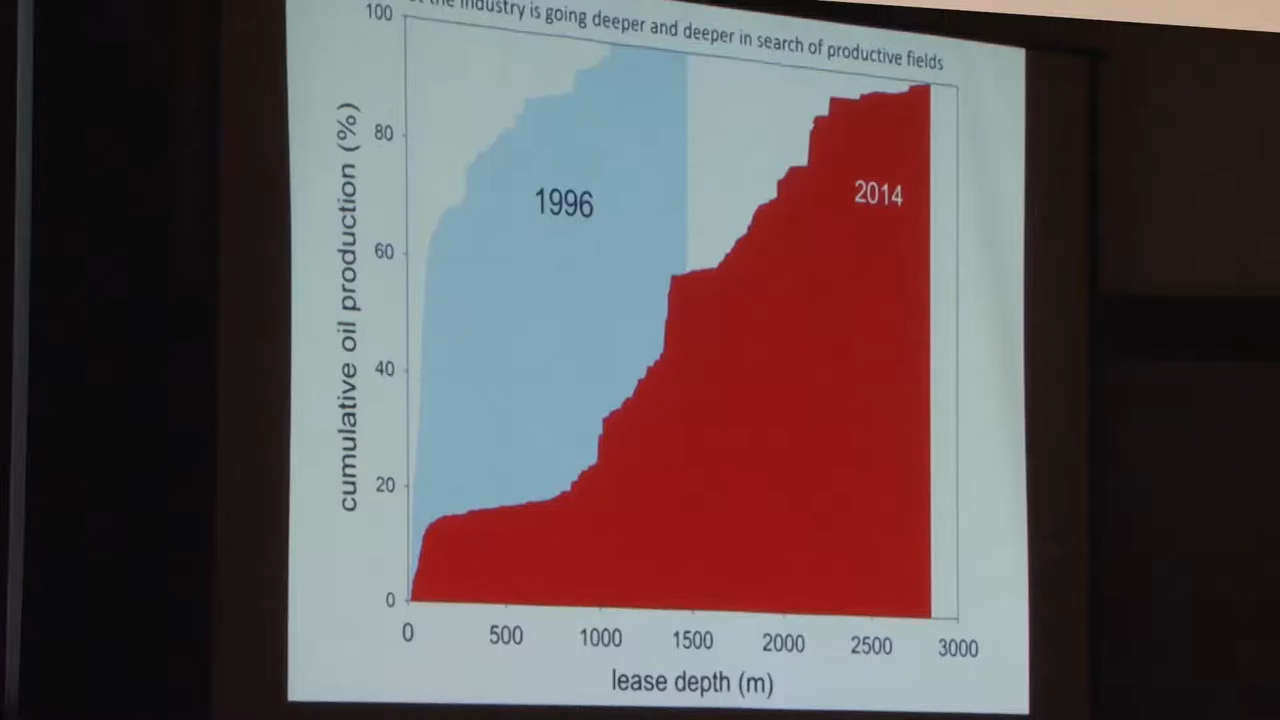 the industry is going deeper and deeper in search of productive fields
100
80
60
40
20
0
cumulative oil production (%)
1996
2014
0 500 1000 1500 2000 2500 3000
lease depth (m)